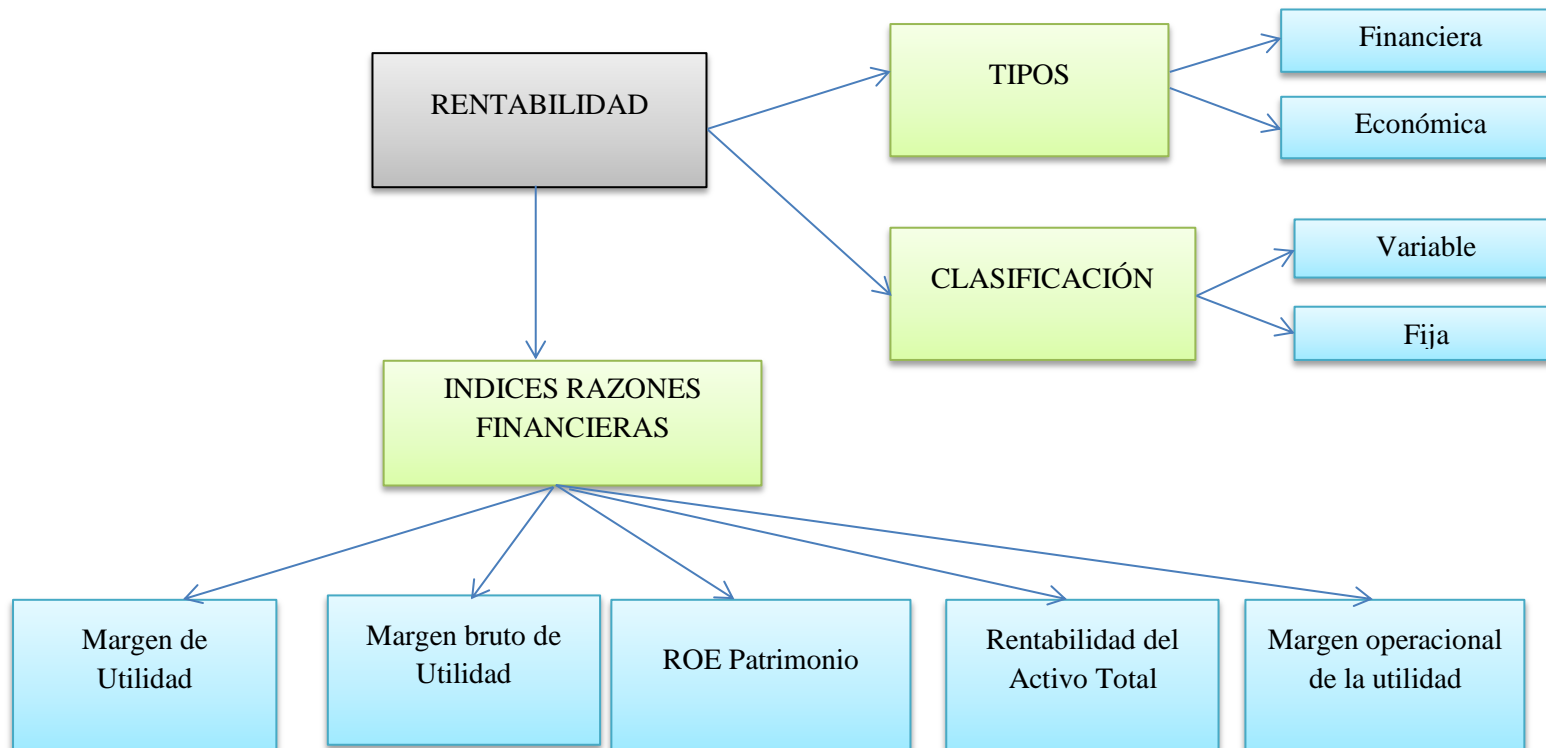 RENTABILIDAD
TIPOS
Financiera
Económica
CLASIFICACIÓN
Variable
Fija
INDICES RAZONES
FINANCIERAS
Margen de
Utilidad
Margen bruto de
Utilidad
ROE Patrimonio
Rentabilidad del
Activo Total
Margen operacional
de la utilidad